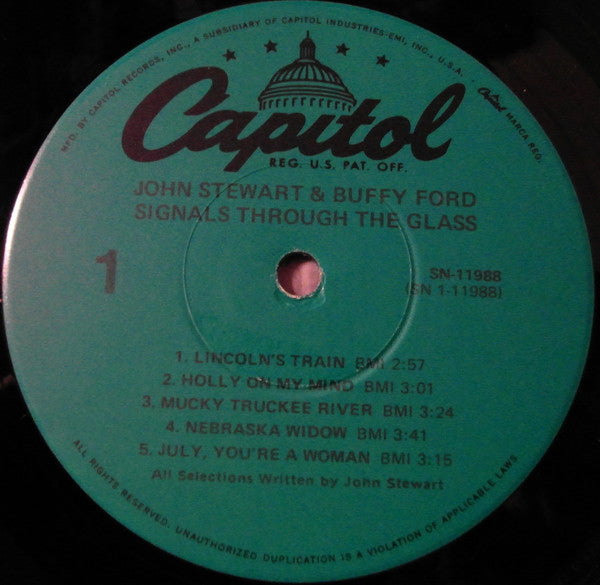 MFD. BY CAPITOL RECORDS, INC., A SUBSIDIARY OF CAPITOL INDUSTRIES-EMI, INC., U.S.A.
Capitol MARCA REG.
Capitol
REG. U.S. PAT. OFF.
JOHN STEWART & BUFFY FORD
SIGNALS THROUGH THE GLASS
1
SN-11988
(SN 1-11988)
1. LINCOLN'S TRAIN BMI 2:57
2. HOLLY ON MY MIND BMI 3:01
3. MUCKY TRUCKEE RIVER BMI 3:24
4. NEBRASKA WIDOW BMI 3:41
5. JULY, YOU'RE A WOMAN BMI 3:15
All Selections Written by John Stewart
ALL RIGHTS RESERVED. UNAUTHORIZED DUPLICATION IS A VIOLATION OF APPLICABLE LAWS